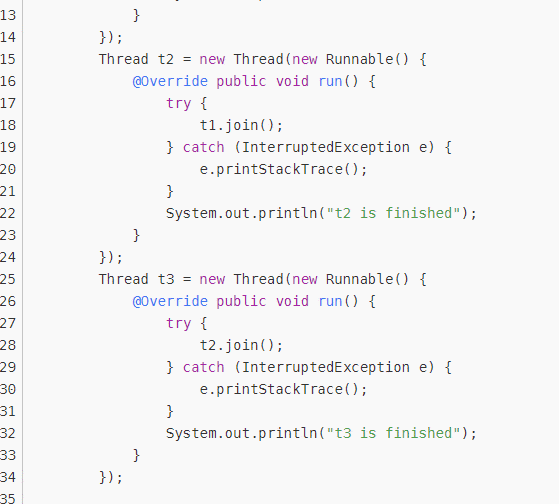 13             }
14         });
15         Thread t2 = new Thread(new Runnable() {
16             @Override public void run() {
17                 try {
18                     t1.join();
19                 } catch (InterruptedException e) {
20                     e.printStackTrace();
21                 }
22                 System.out.println("t2 is finished");
23             }
24         });
25         Thread t3 = new Thread(new Runnable() {
26             @Override public void run() {
27                 try {
28                     t2.join();
29                 } catch (InterruptedException e) {
30                     e.printStackTrace();
31                 }
32                 System.out.println("t3 is finished");
33             }
34         });
35